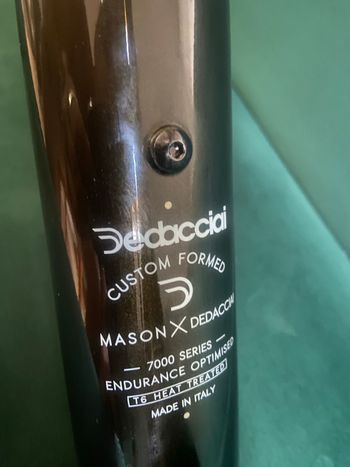 Dedacciai
CUSTOM FORMED
MASON X DEDACCIAI
— 7000 SERIES —
ENDURANCE OPTIMISED
T6 HEAT TREATED
MADE IN ITALY